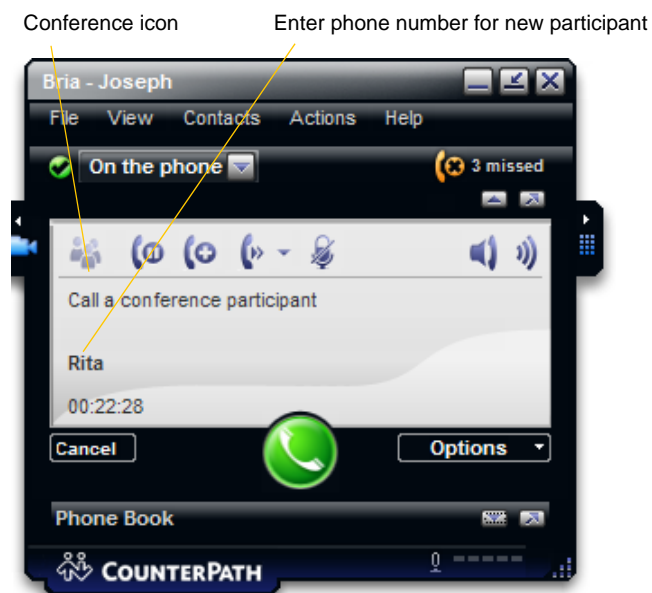 Conference icon Enter phone number for new participant
Bria - Joseph
File View Contacts Actions Help
On the phone 3 missed
Call a conference participant
Rita
00:22:28
Cancel Options
Phone Book
COUNTERPATH